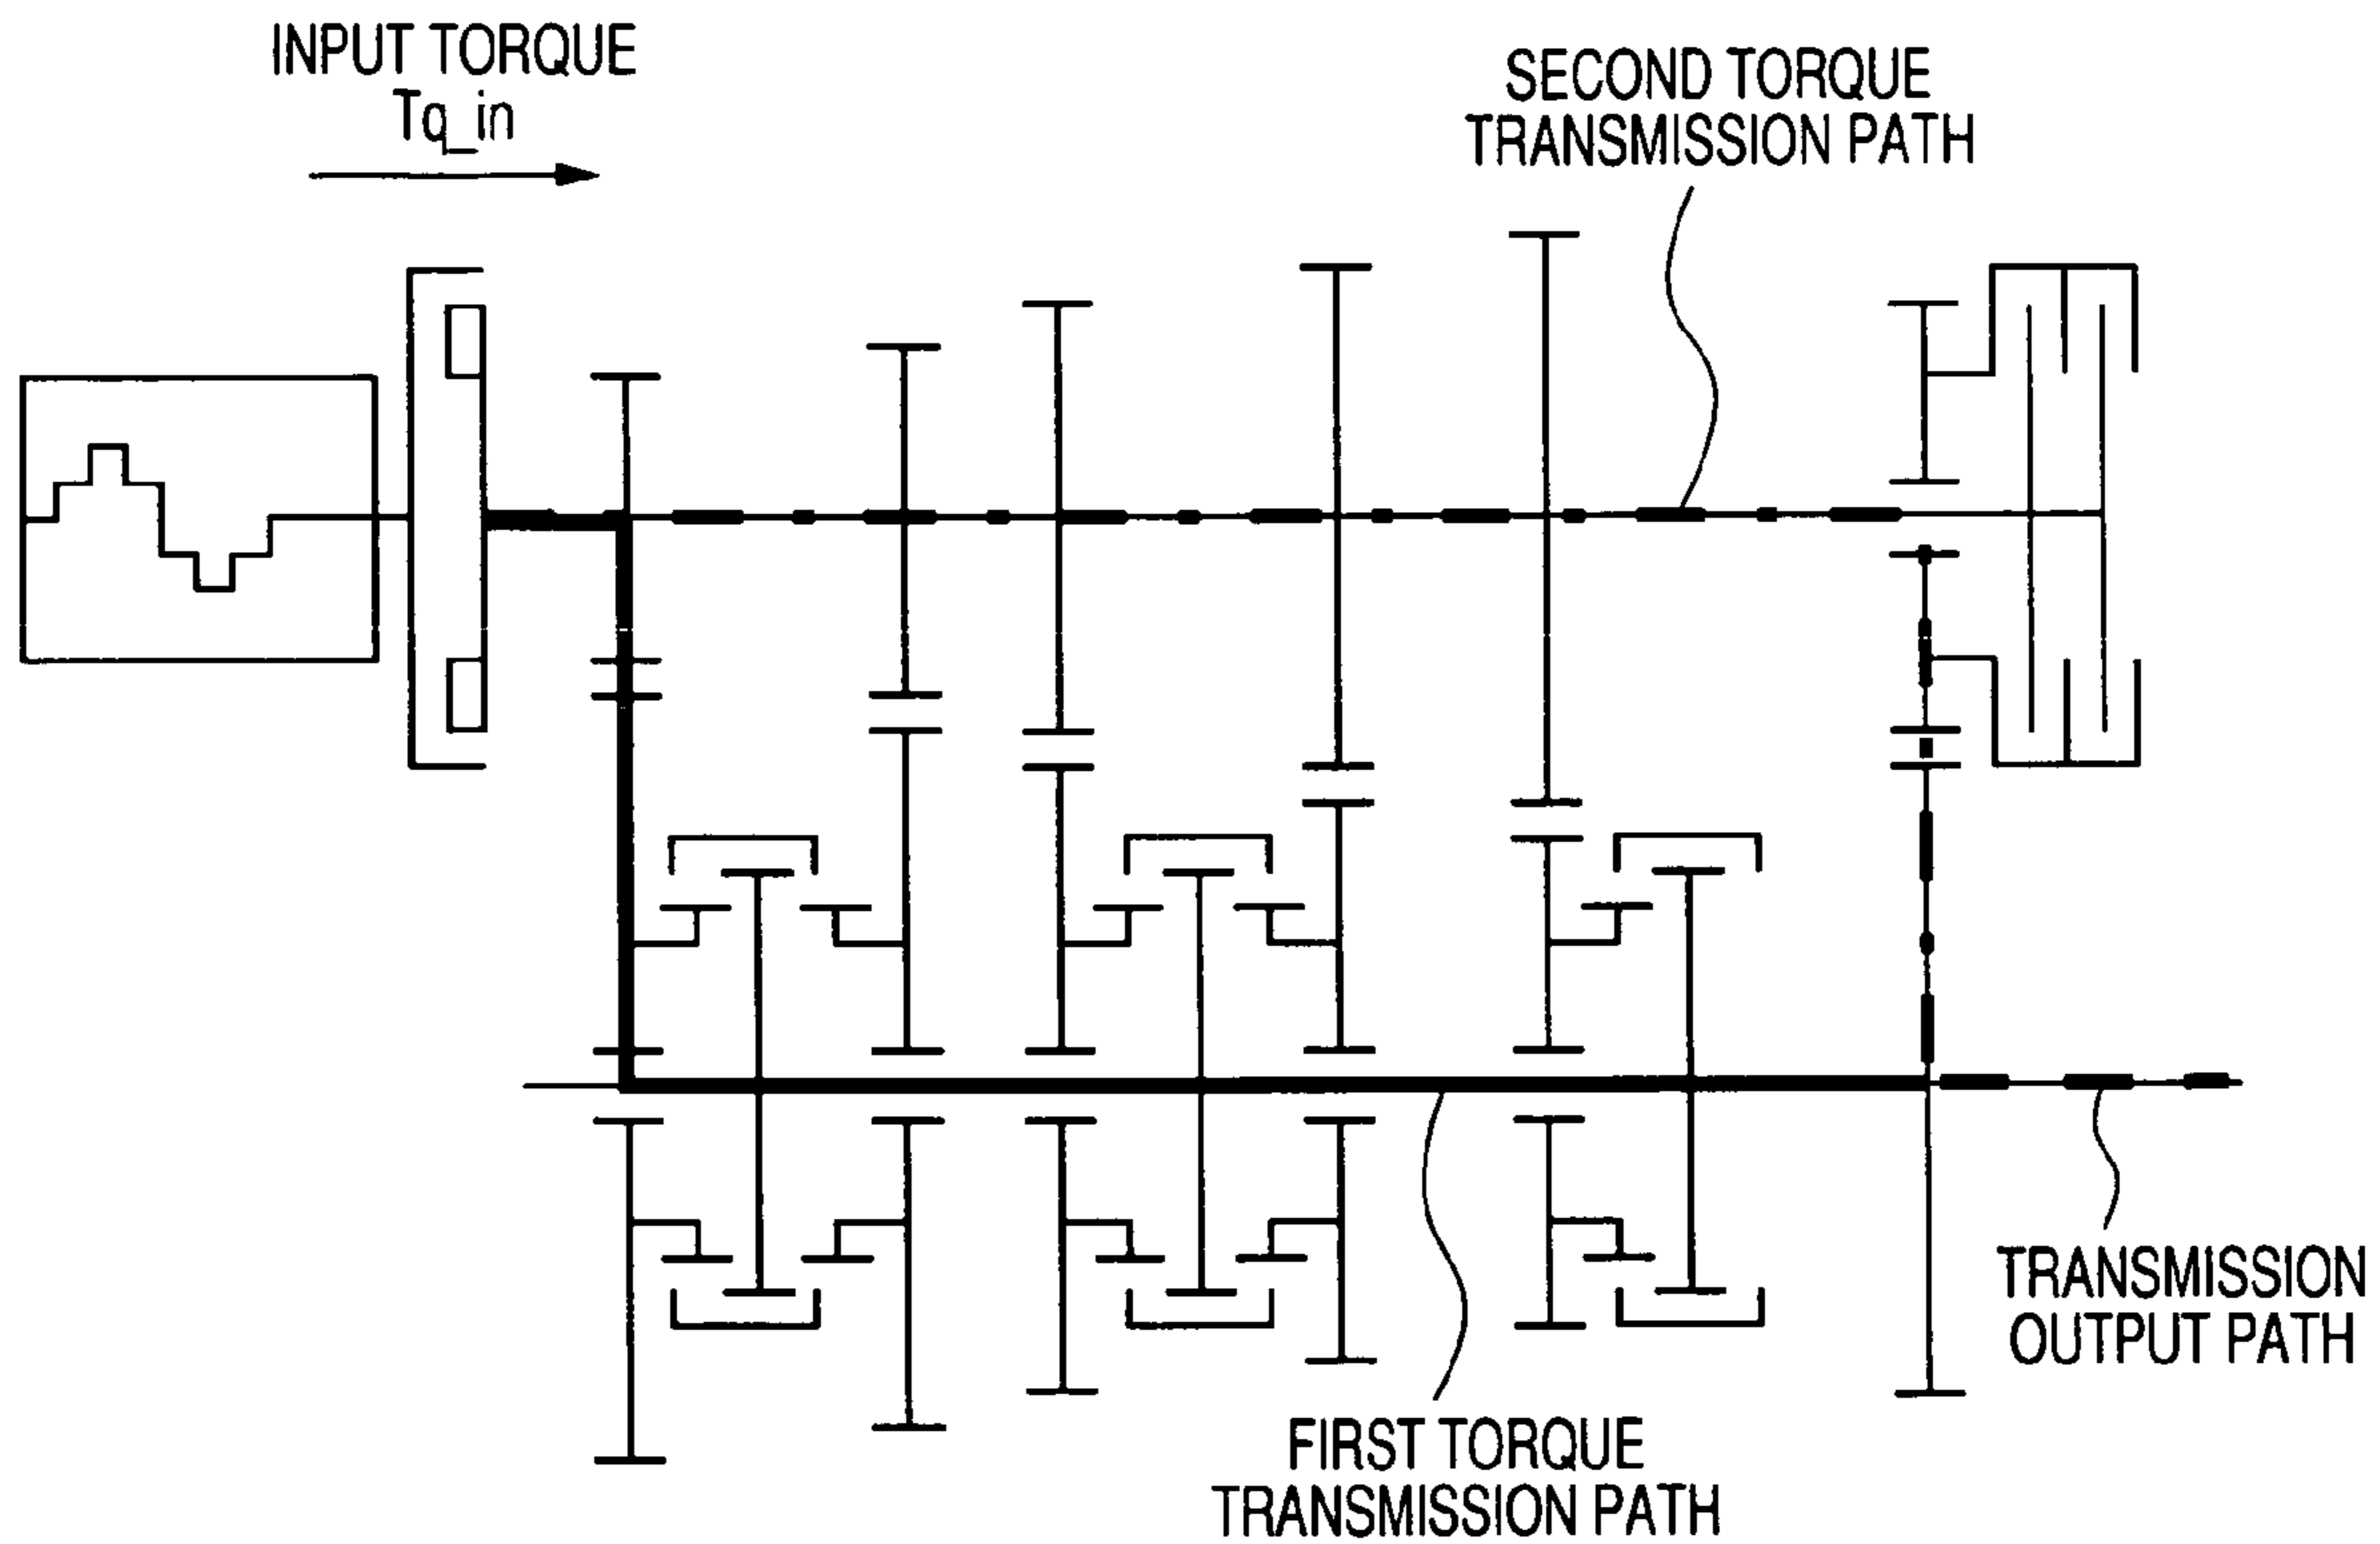 INPUT TORQUE
Tq_in
SECOND TORQUE
TRANSMISSION PATH
TRANSMISSION
OUTPUT PATH
FIRST TORQUE
TRANSMISSION PATH